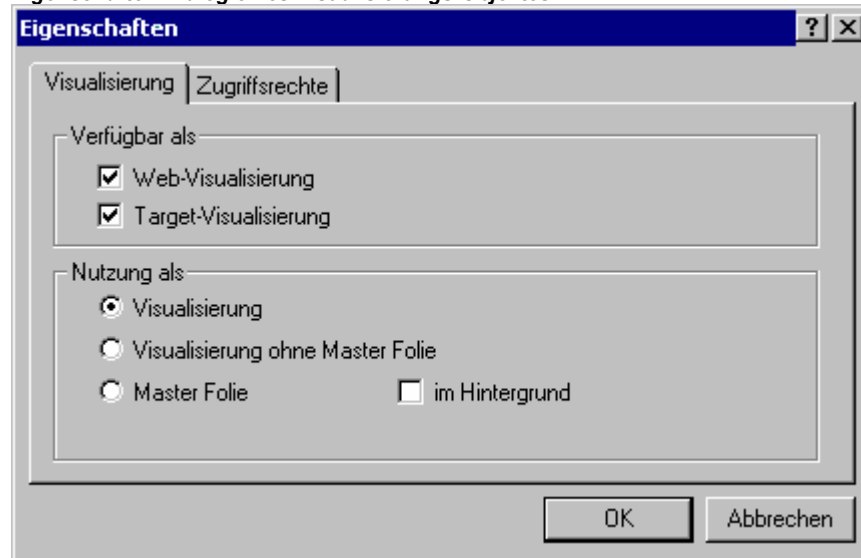 Eigenschaften
Visualisierung Zugriffsrechte
Verfügbar als
Web-Visualisierung
Target-Visualisierung
Nutzung als
Visualisierung
Visualisierung ohne Master Folie
Master Folie im Hintergrund
OK Abbrechen